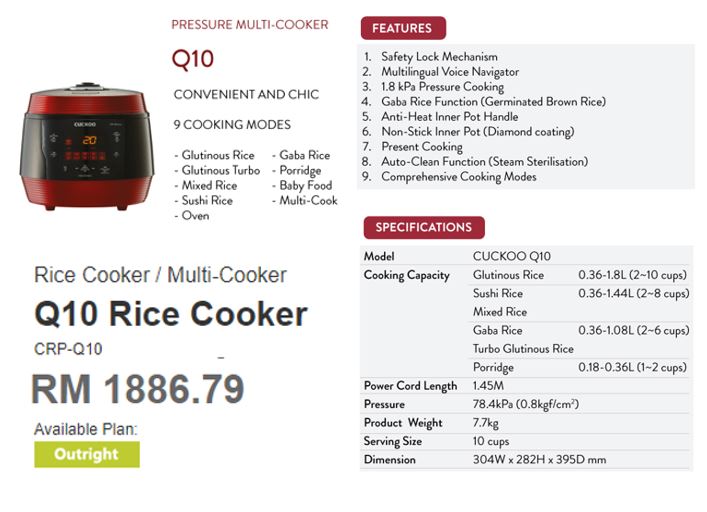 PRESSURE MULTI-COOKER
Q10
CONVENIENT AND CHIC
9 COOKING MODES
- Glutinous Rice
- Glutinous Turbo
- Mixed Rice
- Sushi Rice
- Oven
- Gaba Rice
- Porridge
- Baby Food
- Multi-Cook
CUCKOO
20
Rice Cooker / Multi-Cooker
Q10 Rice Cooker
CRP-Q10
RM 1886.79
Available Plan:
Outright
FEATURES
1. Safety Lock Mechanism
2. Multilingual Voice Navigator
3. 1.8 kPa Pressure Cooking
4. Gaba Rice Function (Germinated Brown Rice)
5. Anti-Heat Inner Pot Handle
6. Non-Stick Inner Pot (Diamond coating)
7. Present Cooking
8. Auto-Clean Function (Steam Sterilisation)
9. Comprehensive Cooking Modes
SPECIFICATIONS
Model CUCKOO Q10
Cooking Capacity Glutinous Rice 0.36-1.8L (2~10 cups)
Sushi Rice 0.36-1.44L (2~8 cups)
Mixed Rice
Gaba Rice 0.36-1.08L (2~6 cups)
Turbo Glutinous Rice
Porridge 0.18-0.36L (1~2 cups)
Power Cord Length 1.45M
Pressure 78.4kPa (0.8kgf/cm²)
Product Weight 7.7kg
Serving Size 10 cups
Dimension 304W x 282H x 395D mm